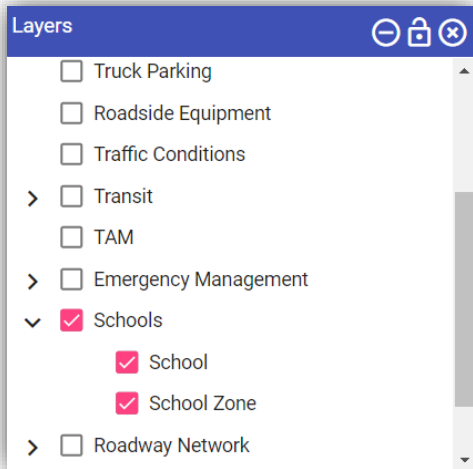 Layers
Truck Parking
Roadside Equipment
Traffic Conditions
Transit
TAM
Emergency Management
Schools
School
School Zone
Roadway Network